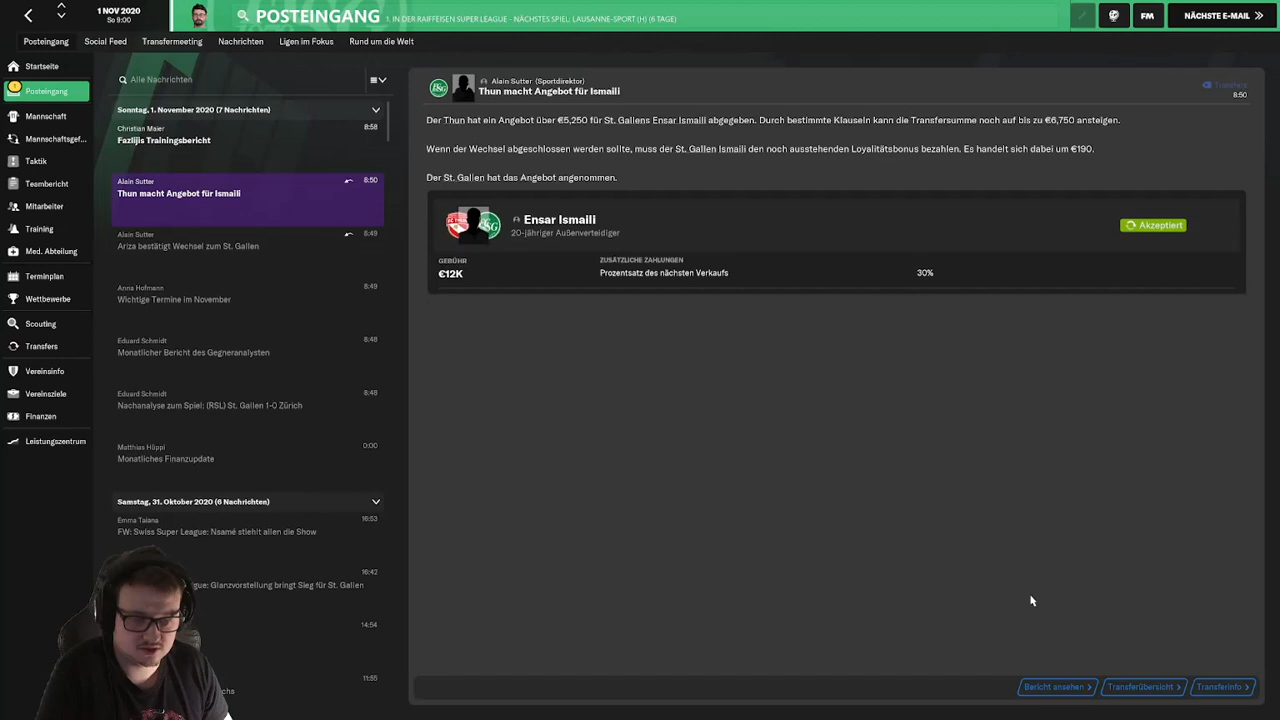 1 NOV 2020
So 9:00
POSTEINGANG
1. IN DER RAIFFEISEN SUPER LEAGUE - NÄCHSTES SPIEL, LAUSANNE-SPORT (H) (6 TAGE)
FM
NÄCHSTE E-MAIL
Posteingang
Social Feed
Transfermeeting
Nachrichten
Ligen im Fokus
Rund um die Welt
Startseite
Posteingang
Mannschaft
Mannschaftsgef...
Taktik
Teambericht
Mitarbeiter
Training
Med. Abteilung
Terminplan
Wettbewerbe
Scouting
Transfers
Vereinsinfo
Vereinsziele
Finanzen
Leistungszentrum
Alle Nachrichten
Sonntag, 1. November 2020 (7 Nachrichten)
Christian Maier 8:58
Fazlijis Trainingsbericht
Alain Sutter 8:50
Thun macht Angebot für Ismaili
Alain Sutter 8:49
Ariza bestätigt Wechsel zum St. Gallen
Anna Hofmann 8:49
Wichtige Termine im November
Eduard Schmidt 8:48
Monatlicher Bericht des Gegneranalysten
Eduard Schmidt 8:48
Nachanalyse zum Spiel: (RSL) St. Gallen 1-0 Zürich
Matthias Hüppi 0:00
Monatliches Finanzupdate
Samstag, 31. Oktober 2020 (6 Nachrichten)
Emma Taiana 16:53
FW: Swiss Super League: Nsamé stiehlt allen die Show
16:42
gue: Glanzvorstellung bringt Sieg für St. Gallen
14:54
11:55
chs
Alain Sutter (Sportdirektor)
Thun macht Angebot für Ismaili
Transfers
8:50
Der Thun hat ein Angebot über €5,250 für St. Gallens Ensar Ismaili abgegeben. Durch bestimmte Klauseln kann die Transfersumme noch auf bis zu €6,750 ansteigen.
Wenn der Wechsel abgeschlossen werden sollte, muss der St. Gallen Ismaili den noch ausstehenden Loyalitätsbonus bezahlen. Es handelt sich dabei um €190.
Der St. Gallen hat das Angebot angenommen.
Ensar Ismaili
20-jähriger Außenverteidiger
Akzeptiert
GEBÜHR
€12K
ZUSÄTZLICHE ZAHLUNGEN
Prozentsatz des nächsten Verkaufs 30%
Bericht ansehen
Transferübersicht
Transferinfo